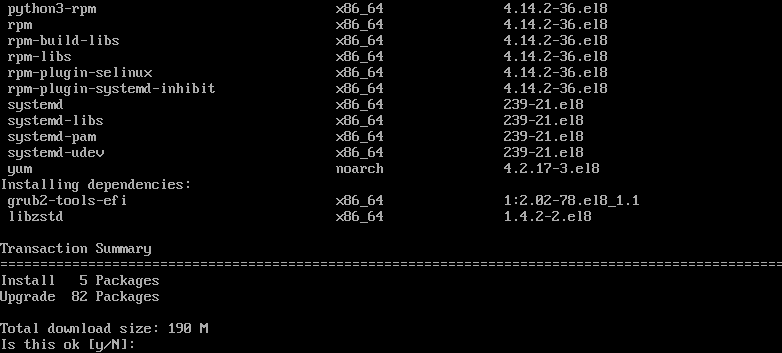 python3-rpm x86_64 4.14.2-36.el8
rpm x86_64 4.14.2-36.el8
rpm-build-libs x86_64 4.14.2-36.el8
rpm-libs x86_64 4.14.2-36.el8
rpm-plugin-selinux x86_64 4.14.2-36.el8
rpm-plugin-systemd-inhibit x86_64 4.14.2-36.el8
systemd x86_64 239-21.el8
systemd-libs x86_64 239-21.el8
systemd-pam x86_64 239-21.el8
systemd-udev x86_64 239-21.el8
yum noarch 4.2.17-3.el8
Installing dependencies:
grub2-tools-efi x86_64 1:2.02-78.el8_1.1
libzstd x86_64 1.4.2-2.el8
Transaction Summary
================================================================================
Install 5 Packages
Upgrade 82 Packages
Total download size: 190 M
Is this ok [y/N]: